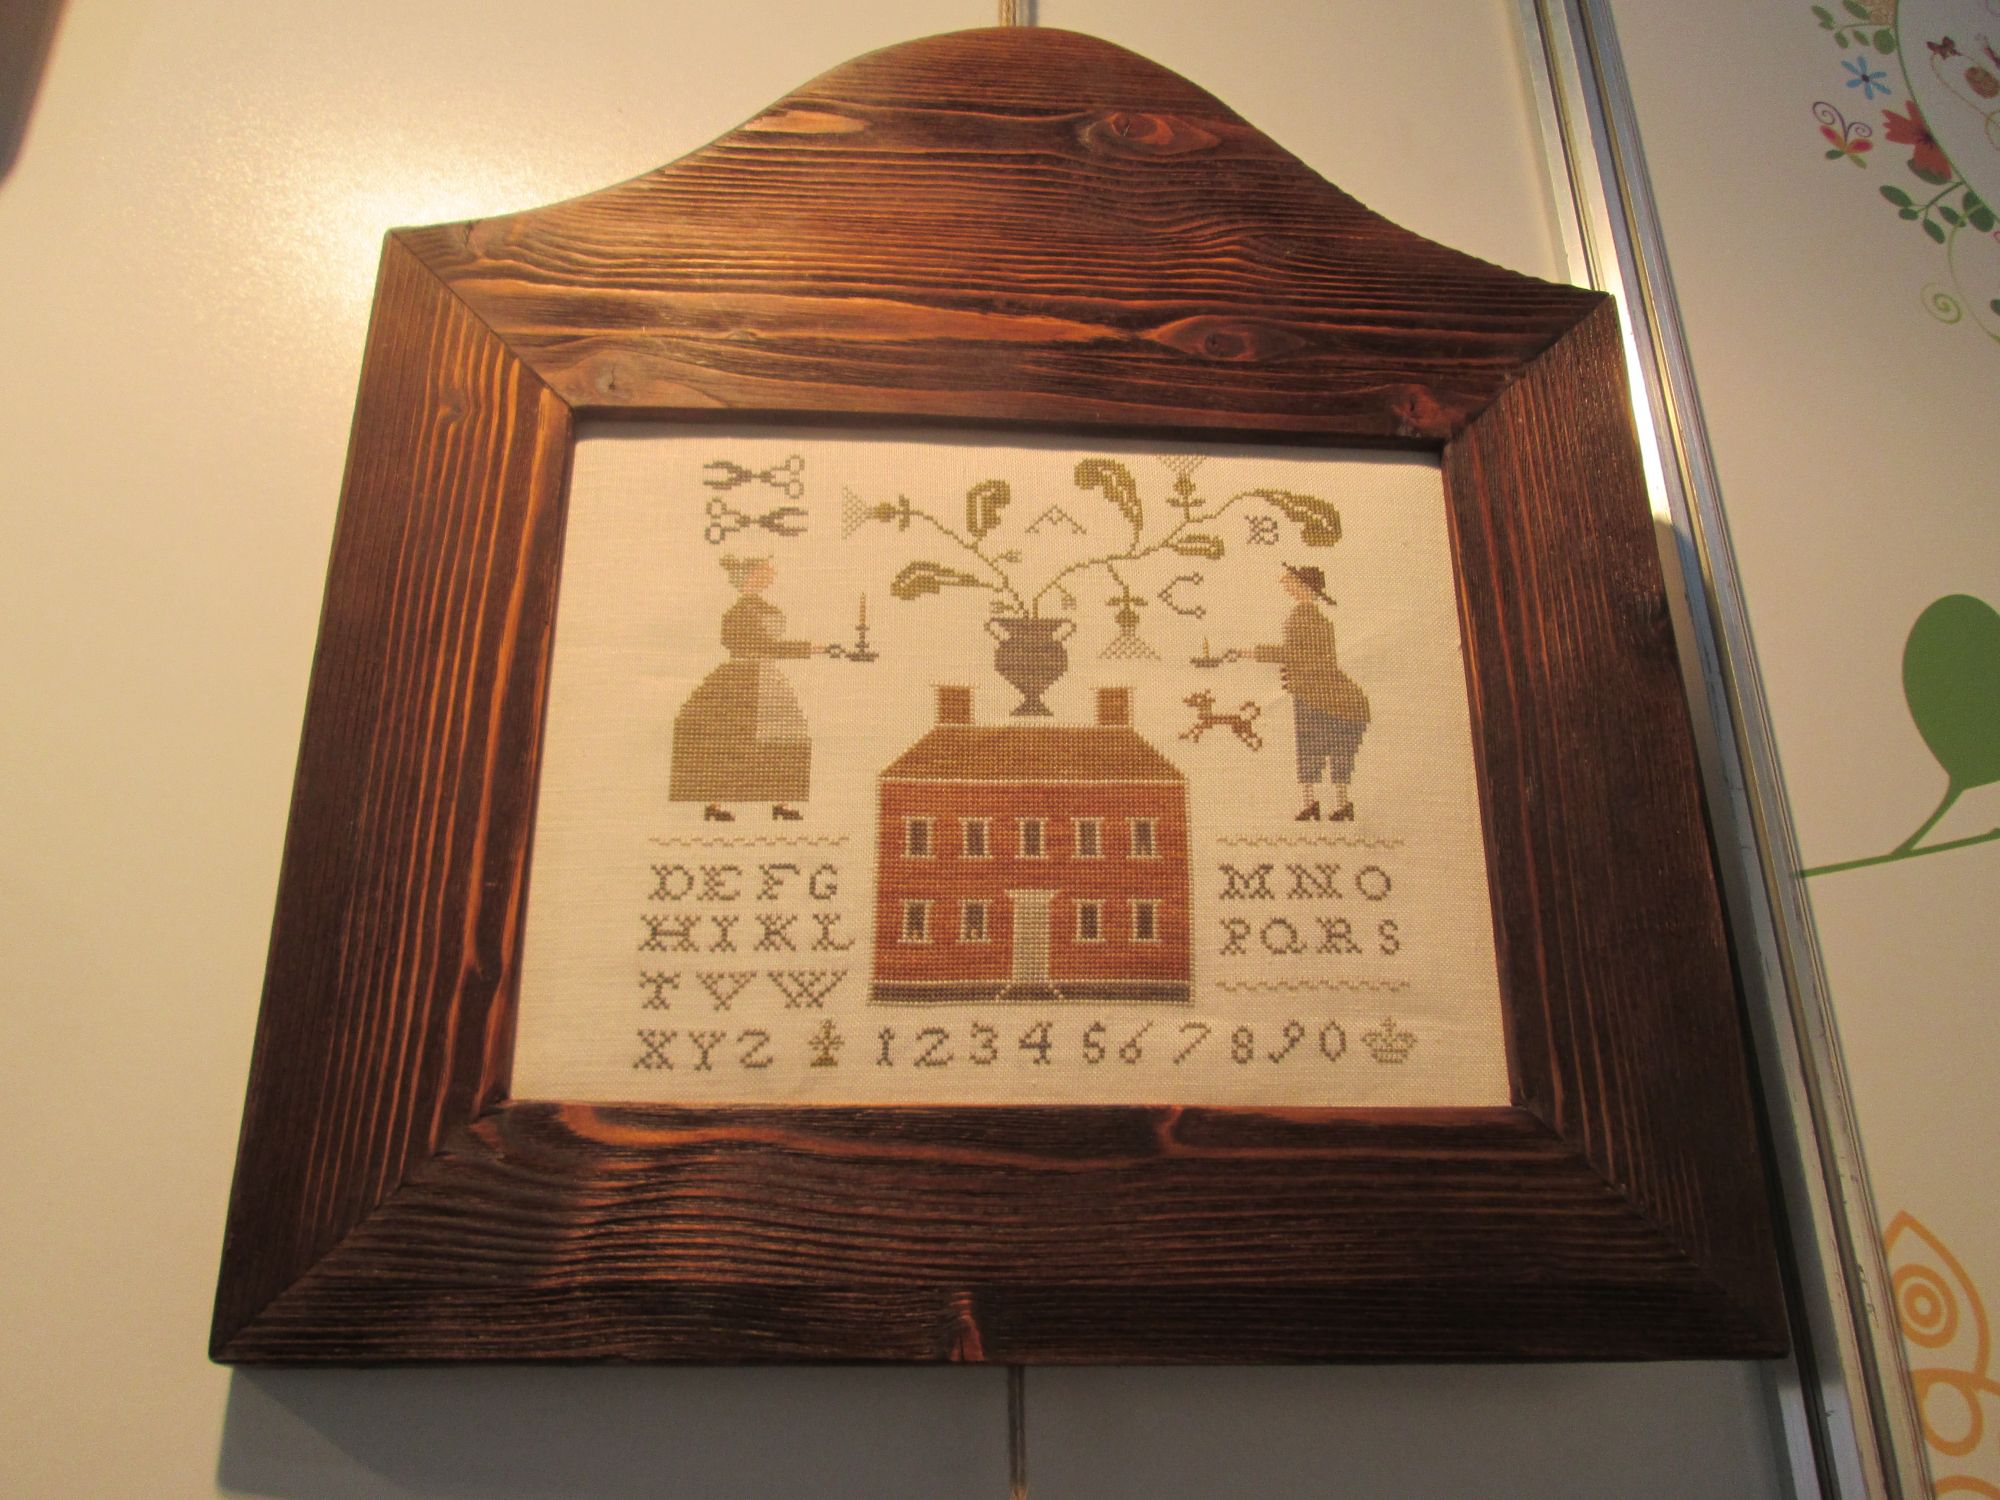 A
B
C
DEFG
HIKL
MNO
PQRS
TVW
XYZ 1234567890